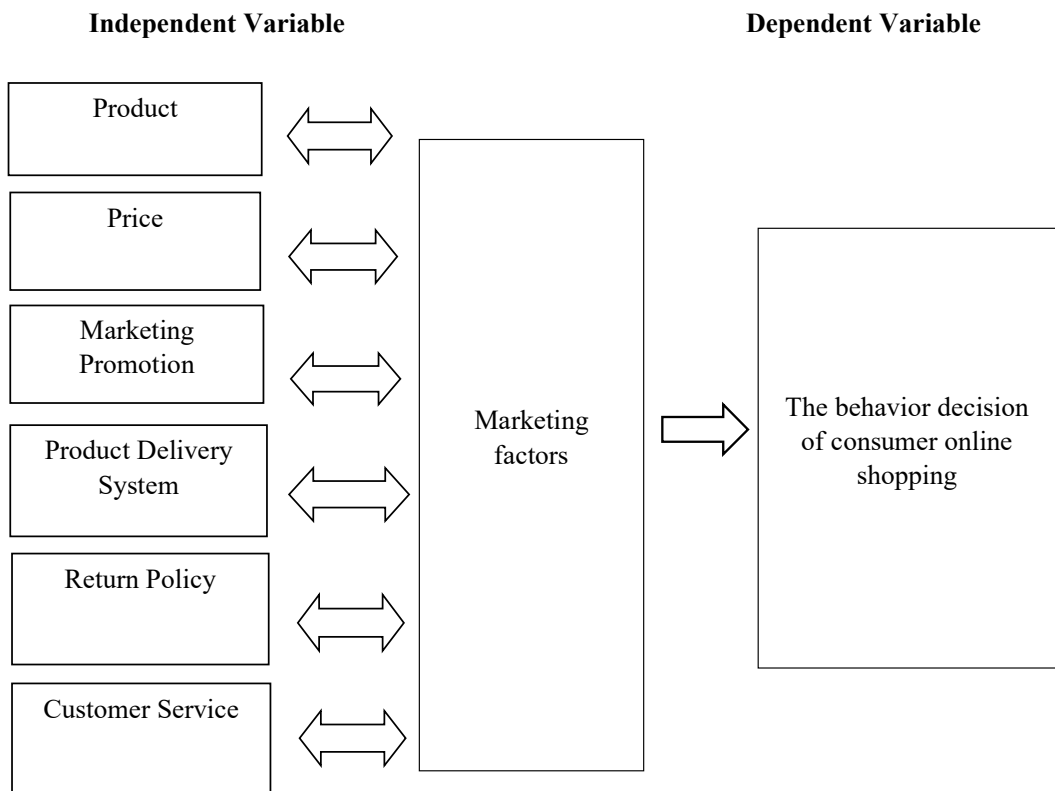 Independent Variable
Dependent Variable
Product
Price
Marketing
Promotion
Product Delivery
System
Return Policy
Customer Service
Marketing
factors
The behavior decision
of consumer online
shopping